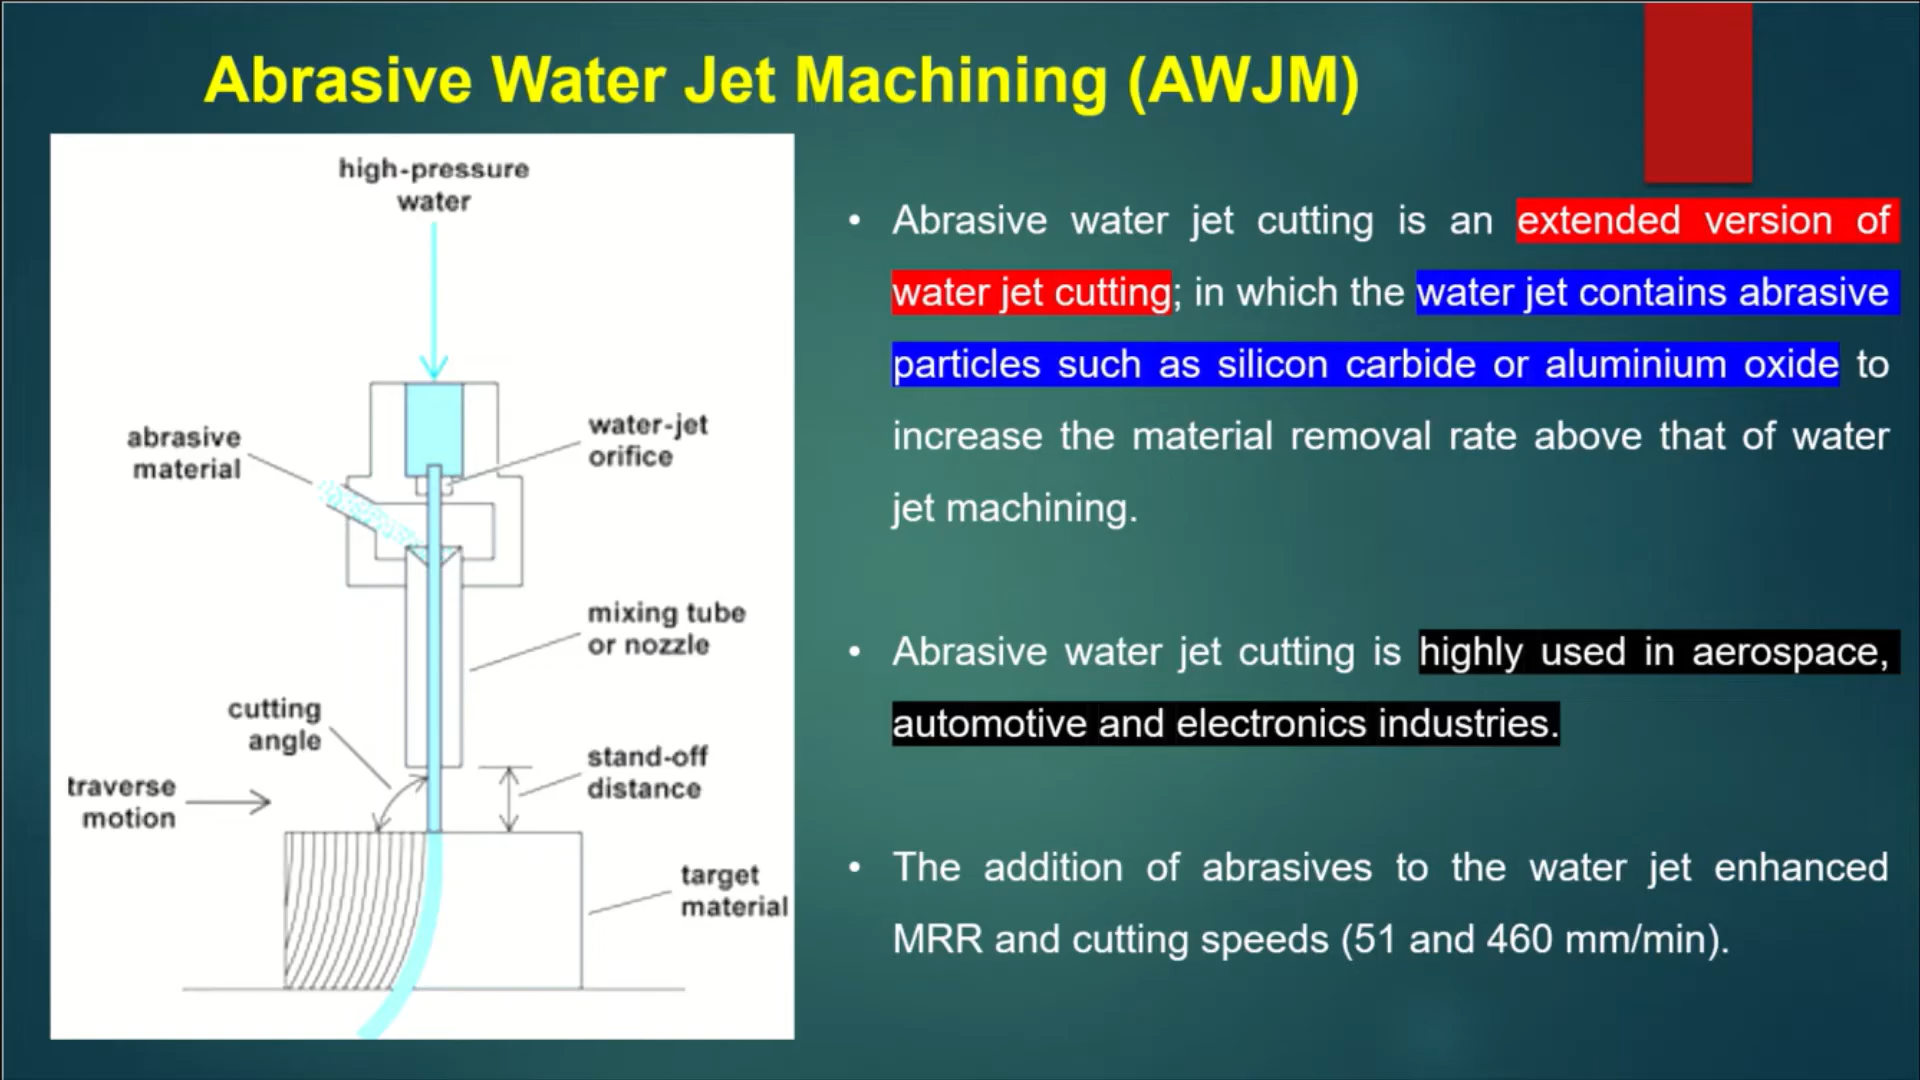 Abrasive Water Jet Machining (AWJM)
high-pressure
water
abrasive
material
water-jet
orifice
mixing tube
or nozzle
cutting
angle
stand-off
distance
traverse
motion
target
material
• Abrasive water jet cutting is an extended version of
water jet cutting; in which the water jet contains abrasive
particles such as silicon carbide or aluminium oxide to
increase the material removal rate above that of water
jet machining.
• Abrasive water jet cutting is highly used in aerospace,
automotive and electronics industries.
• The addition of abrasives to the water jet enhanced
MRR and cutting speeds (51 and 460 mm/min).